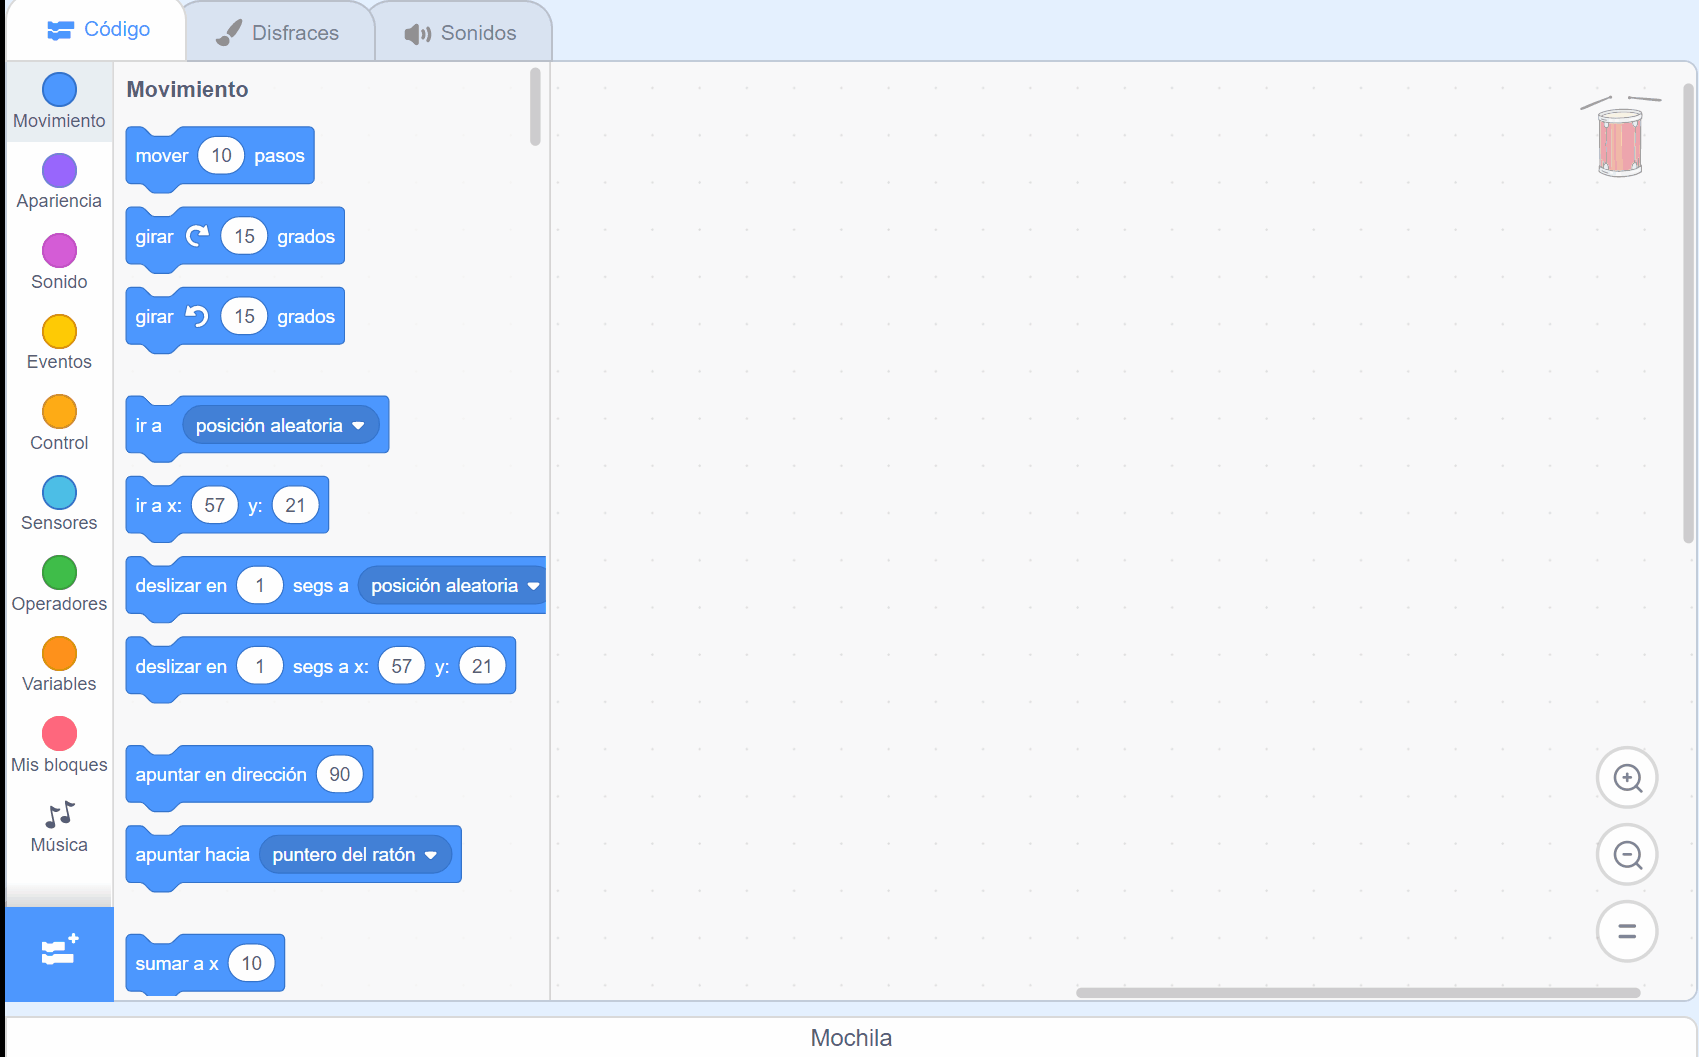 Código
Disfraces
Sonidos
Movimiento
Apariencia
Sonido
Eventos
Control
Sensores
Operadores
Variables
Mis bloques
Música
Movimiento
mover 10 pasos
girar 15 grados
girar 15 grados
ir a posición aleatoria
ir a x: 57 y: 21
deslizar en 1 segs a posición aleatoria
deslizar en 1 segs a x: 57 y: 21
apuntar en dirección 90
apuntar hacia puntero del ratón
sumar a x 10
Mochila